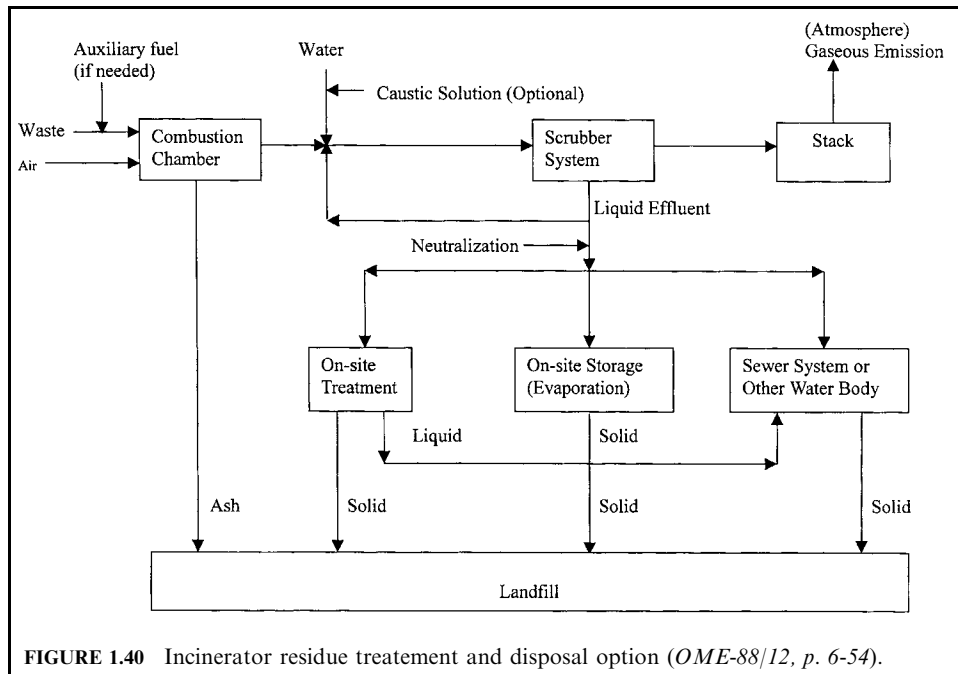 (Atmosphere)
Gaseous Emission
Auxiliary fuel
(if needed)
Water
Caustic Solution (Optional)
Waste
Air
Combustion
Chamber
Scrubber
System
Stack
Liquid Effluent
Neutralization
On-site
Treatment
On-site Storage
(Evaporation)
Sewer System or
Other Water Body
Liquid
Solid
Ash
Solid
Solid
Solid
Landfill
FIGURE 1.40 Incinerator residue treatement and disposal option (OME-88/12, p. 6-54).